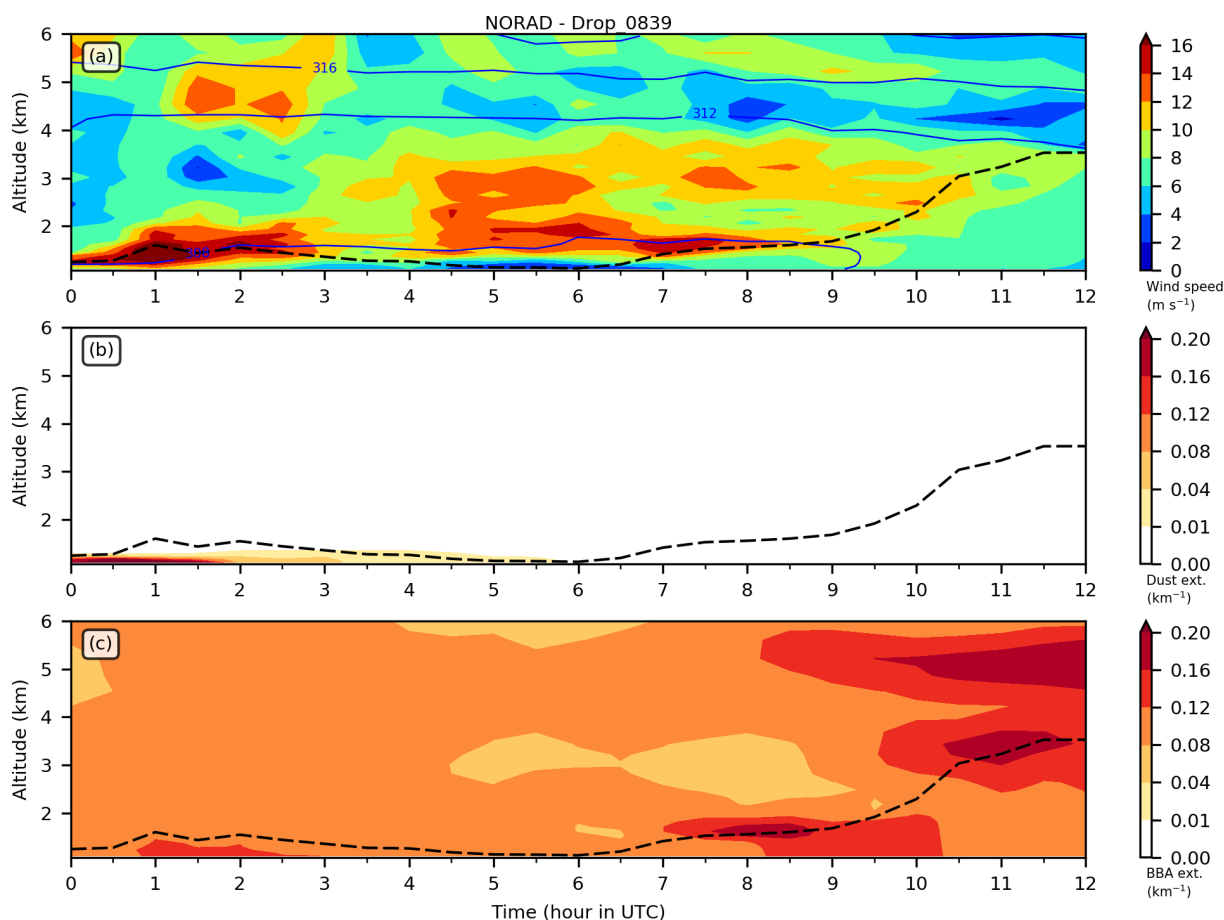 NORAD - Drop_0839
(a)
316
312
Altitude (km)
6
5
4
3
2
0 1 2 3 4 5 6 7 8 9 10 11 12
16
14
12
10
8
6
4
2
0
Wind speed
(m s⁻¹)
(b)
Altitude (km)
6
5
4
3
2
0 1 2 3 4 5 6 7 8 9 10 11 12
0.20
0.16
0.12
0.08
0.04
0.01
0.00
Dust ext.
(km⁻¹)
(c)
Altitude (km)
6
5
4
3
2
0 1 2 3 4 5 6 7 8 9 10 11 12
Time (hour in UTC)
0.20
0.16
0.12
0.08
0.04
0.01
0.00
BBA ext.
(km⁻¹)